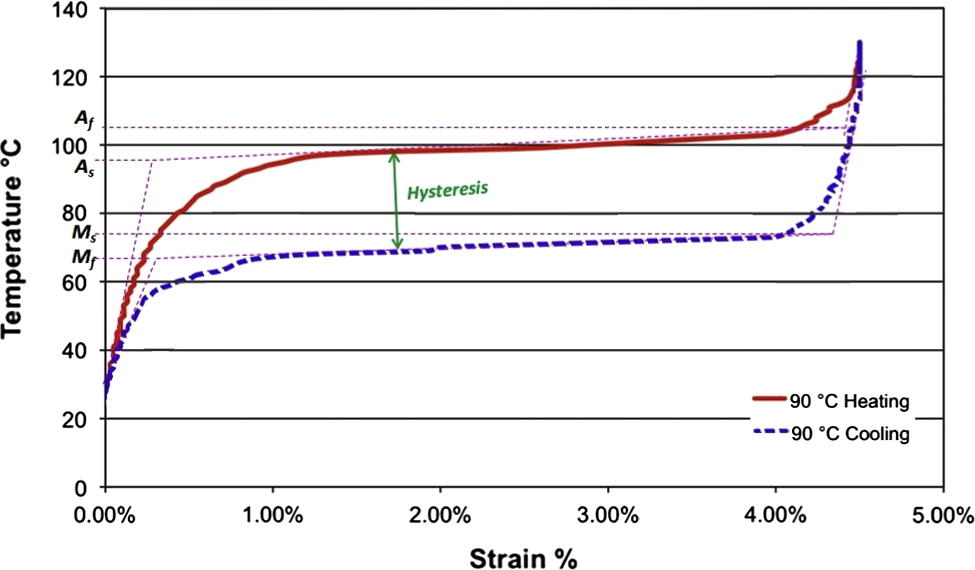 140
120
A_f
100
A_s
80
M_s
M_f
60
40
20
0
Temperature °C
Hysteresis
90 °C Heating
90 °C Cooling
0.00%
1.00%
2.00%
3.00%
4.00%
5.00%
Strain %